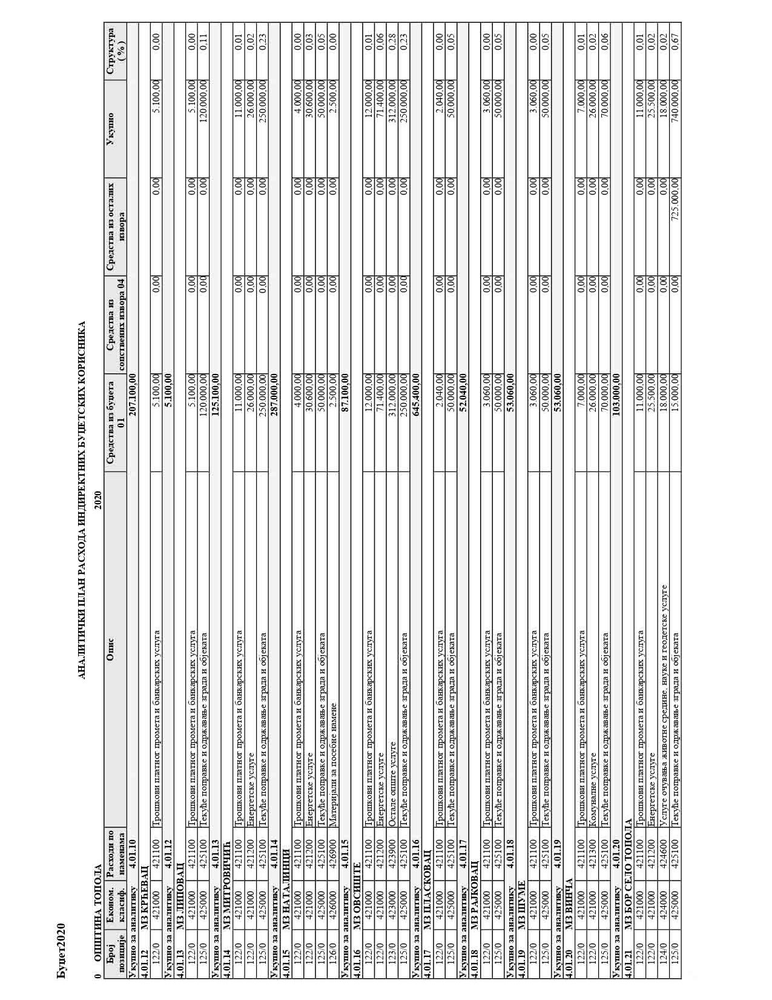 Буџет2020
АНАЛИТИЧКИ ПЛАН РАСХОДА ИНДИРЕКТНИХ БУЏЕТСКИХ КОРИСНИКА
0 ОПШТИНА ТОПОЛА 2020
Број позиције Економ. класиф. Расходи по наменама Опис Средства из буџета 01 Средства из сопствених извора 04 Средства из осталих извора Укупно Структура ( %)
Укупно за аналитику 4.01.10 207.100,00
4.01.12 МЗ КРЋЕВАЦ
122/0 421000 421100 Трошкови платног промета и банкарских услуга 5.100,00 0,00 0,00 5.100,00 0,00
Укупно за аналитику 4.01.12 5.100,00
4.01.13 МЗ ЛИПОВАЦ
122/0 421000 421100 Трошкови платног промета и банкарских услуга 5.100,00 0,00 0,00 5.100,00 0,00
125/0 425000 425100 Текуће поправке и одржавање зграда и објеката 120.000,00 0,00 0,00 120.000,00 0,11
Укупно за аналитику 4.01.13 125.100,00
4.01.14 МЗ МИТРОВИЧИЋ
122/0 421000 421100 Трошкови платног промета и банкарских услуга 11.000,00 0,00 0,00 11.000,00 0,01
122/0 421000 421200 Енергетске услуге 26.000,00 0,00 0,00 26.000,00 0,02
125/0 425000 425100 Текуће поправке и одржавање зграда и објеката 250.000,00 0,00 0,00 250.000,00 0,23
Укупно за аналитику 4.01.14 287.000,00
4.01.15 МЗ НАТАЛИНЦИ
122/0 421000 421100 Трошкови платног промета и банкарских услуга 4.000,00 0,00 0,00 4.000,00 0,00
122/0 421000 421200 Енергетске услуге 30.600,00 0,00 0,00 30.600,00 0,03
125/0 425000 425100 Текуће поправке и одржавање зграда и објеката 50.000,00 0,00 0,00 50.000,00 0,05
126/0 426000 426900 Материјали за посебне намене 2.500,00 0,00 0,00 2.500,00 0,00
Укупно за аналитику 4.01.15 87.100,00
4.01.16 МЗ ОВСИШТЕ
122/0 421000 421100 Трошкови платног промета и банкарских услуга 12.000,00 0,00 0,00 12.000,00 0,01
122/0 421000 421200 Енергетске услуге 71.400,00 0,00 0,00 71.400,00 0,06
123/0 423000 423900 Остале опште услуге 312.000,00 0,00 0,00 312.000,00 0,28
125/0 425000 425100 Текуће поправке и одржавање зграда и објеката 250.000,00 0,00 0,00 250.000,00 0,23
Укупно за аналитику 4.01.16 645.400,00
4.01.17 МЗ ПЛАСКОВАЦ
122/0 421000 421100 Трошкови платног промета и банкарских услуга 2.040,00 0,00 0,00 2.040,00 0,00
125/0 425000 425100 Текуће поправке и одржавање зграда и објеката 50.000,00 0,00 0,00 50.000,00 0,05
Укупно за аналитику 4.01.17 52.040,00
4.01.18 МЗ РАЈКОВАЦ
122/0 421000 421100 Трошкови платног промета и банкарских услуга 3.060,00 0,00 0,00 3.060,00 0,00
125/0 425000 425100 Текуће поправке и одржавање зграда и објеката 50.000,00 0,00 0,00 50.000,00 0,05
Укупно за аналитику 4.01.18 53.060,00
4.01.19 МЗ ШУМЕ
122/0 421000 421100 Трошкови платног промета и банкарских услуга 3.060,00 0,00 0,00 3.060,00 0,00
125/0 425000 425100 Текуће поправке и одржавање зграда и објеката 50.000,00 0,00 0,00 50.000,00 0,05
Укупно за аналитику 4.01.19 53.060,00
4.01.20 МЗ ВИНЧА
122/0 421000 421100 Трошкови платног промета и банкарских услуга 7.000,00 0,00 0,00 7.000,00 0,01
122/0 421000 421300 Комуналне услуге 26.000,00 0,00 0,00 26.000,00 0,02
125/0 425000 425100 Текуће поправке и одржавање зграда и објеката 70.000,00 0,00 0,00 70.000,00 0,06
Укупно за аналитику 4.01.20 103.000,00
4.01.21 МЗ БОР СЕЛО ТОПОЛА
122/0 421000 421100 Трошкови платног промета и банкарских услуга 11.000,00 0,00 0,00 11.000,00 0,01
122/0 421000 421200 Енергетске услуге 25.500,00 0,00 0,00 25.500,00 0,02
124/0 424000 424600 Услуге очувања животне средине, науке и геодетске услуге 18.000,00 0,00 0,00 18.000,00 0,02
125/0 425000 425100 Текуће поправке и одржавање зграда и објеката 15.000,00 0,00 725.000,00 740.000,00 0,67